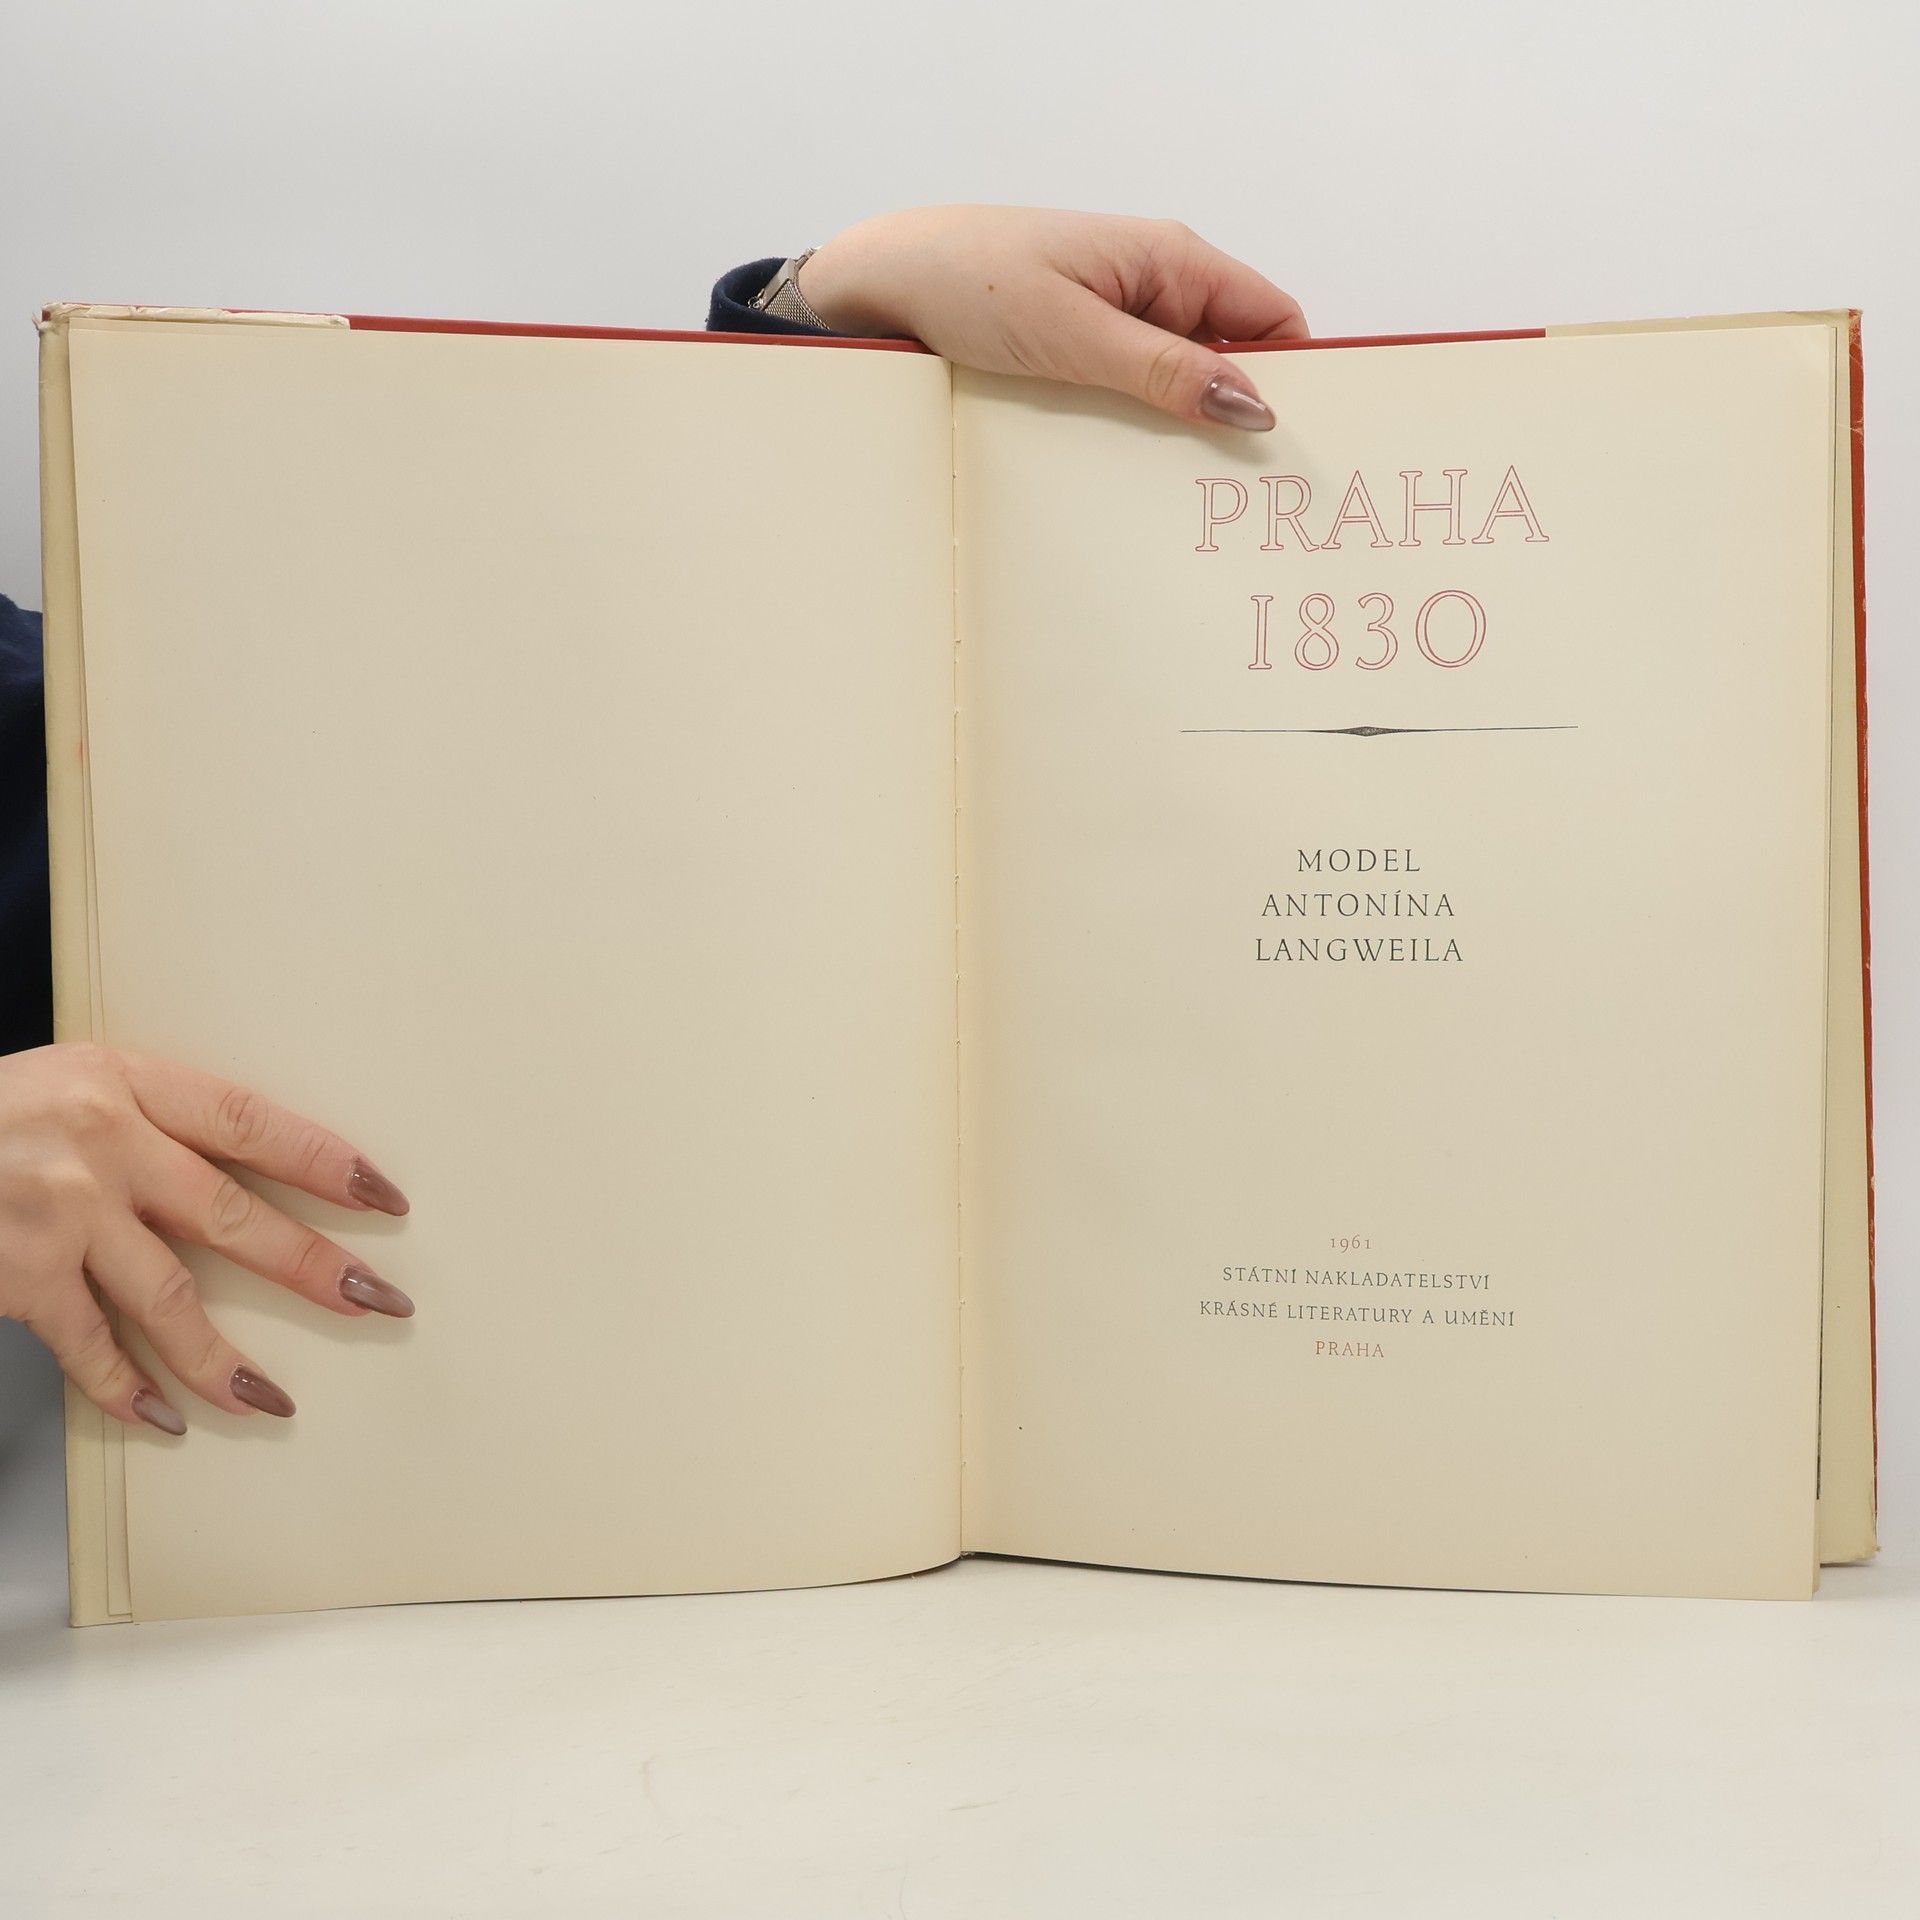 PRAHA
1830
MODEL
ANTONÍNA
LANGWEILA
1961
STÁTNÍ NAKLADATELSTVÍ
KRÁSNÉ LITERATURY A UMĚNÍ
PRAHA